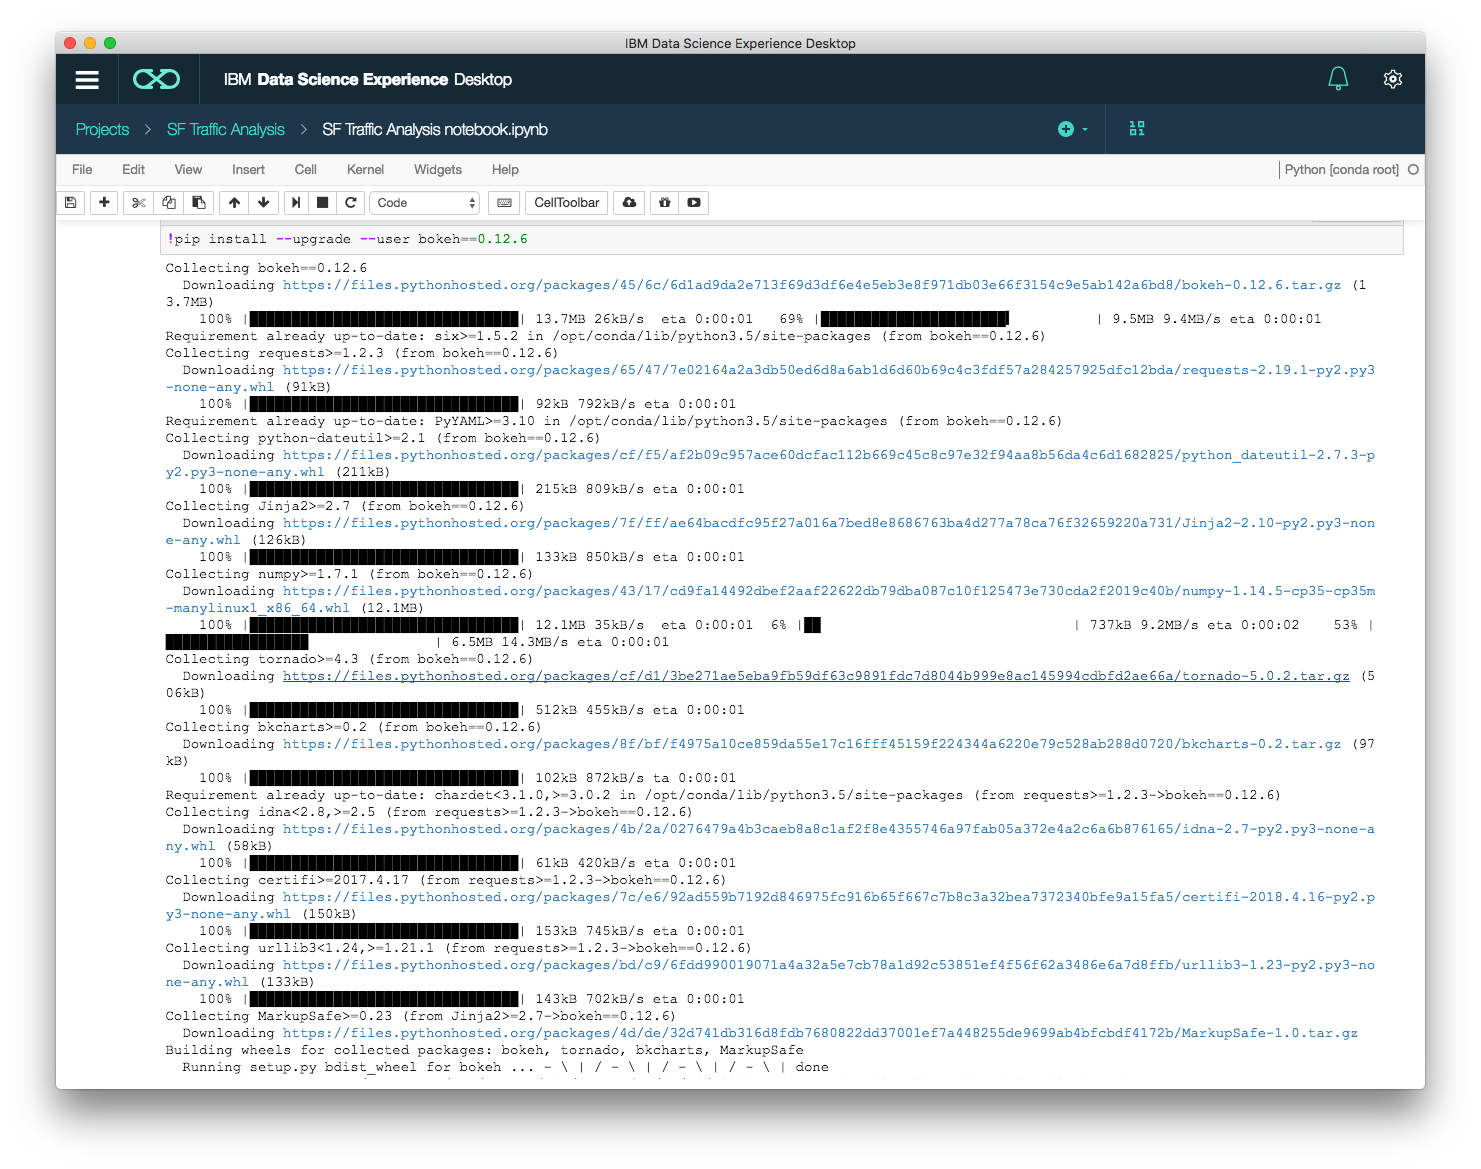 IBM Data Science Experience Desktop
IBM Data Science Experience Desktop
Projects > SF Traffic Analysis > SF Traffic Analysis notebook.ipynb
File Edit View Insert Cell Kernel Widgets Help Python [conda root]
Code CellToolbar
!pip install --upgrade --user bokeh==0.12.6
Collecting bokeh==0.12.6
Downloading https://files.pythonhosted.org/packages/45/6c/6d1ad9da2e713f69d3df6e4e5eb3e8f971db03e66f3154c9e5ab142a6bd8/bokeh-0.12.6.tar.gz (1
3.7MB)
100% |████████████████████████████████| 13.7MB 26kB/s eta 0:00:01 69% |██████████████████████▎ | 9.5MB 9.4MB/s eta 0:00:01
Requirement already up-to-date: six>=1.5.2 in /opt/conda/lib/python3.5/site-packages (from bokeh==0.12.6)
Collecting requests>=1.2.3 (from bokeh==0.12.6)
Downloading https://files.pythonhosted.org/packages/65/47/7e02164a2a3db50ed6d8a6ab1d6d60b69c4c3fdf57a284257925dfc12bda/requests-2.19.1-py2.py3
-none-any.whl (91kB)
100% |████████████████████████████████| 92kB 792kB/s eta 0:00:01
Requirement already up-to-date: PyYAML>=3.10 in /opt/conda/lib/python3.5/site-packages (from bokeh==0.12.6)
Collecting python-dateutil>=2.1 (from bokeh==0.12.6)
Downloading https://files.pythonhosted.org/packages/cf/f5/af2b09c957ace60dcfac112b669c45c8c97e32f94aa8b56da4c6d1682825/python_dateutil-2.7.3-p
y2.py3-none-any.whl (211kB)
100% |████████████████████████████████| 215kB 809kB/s eta 0:00:01
Collecting Jinja2>=2.7 (from bokeh==0.12.6)
Downloading https://files.pythonhosted.org/packages/7f/ff/ae64bacdfc95f27a016a7bed8e8686763ba4d277a78ca76f32659220a731/Jinja2-2.10-py2.py3-non
e-any.whl (126kB)
100% |████████████████████████████████| 133kB 850kB/s eta 0:00:01
Collecting numpy>=1.7.1 (from bokeh==0.12.6)
Downloading https://files.pythonhosted.org/packages/43/17/cd9fa14492dbef2aaf22622db79dba087c10f125473e730cda2f2019c40b/numpy-1.14.5-cp35-cp35m
-manylinux1_x86_64.whl (12.1MB)
100% |████████████████████████████████| 12.1MB 35kB/s eta 0:00:01 6% |██ | 737kB 9.2MB/s eta 0:00:02 53% |
█████████████████ | 6.5MB 14.3MB/s eta 0:00:01
Collecting tornado>=4.3 (from bokeh==0.12.6)
Downloading https://files.pythonhosted.org/packages/cf/d1/3be271ae5eba9fb59df63c9891fdc7d8044b999e8ac145994cdbfd2ae66a/tornado-5.0.2.tar.gz (5
06kB)
100% |████████████████████████████████| 512kB 455kB/s eta 0:00:01
Collecting bkcharts>=0.2 (from bokeh==0.12.6)
Downloading https://files.pythonhosted.org/packages/8f/bf/f4975a10ce859da55e17c16fff45159f224344a6220e79c528ab288d0720/bkcharts-0.2.tar.gz (97
kB)
100% |████████████████████████████████| 102kB 872kB/s ta 0:00:01
Requirement already up-to-date: chardet<3.1.0,>=3.0.2 in /opt/conda/lib/python3.5/site-packages (from requests>=1.2.3->bokeh==0.12.6)
Collecting idna<2.8,>=2.5 (from requests>=1.2.3->bokeh==0.12.6)
Downloading https://files.pythonhosted.org/packages/4b/2a/0276479a4b3caeb8a8c1af2f8e4355746a97fab05a372e4a2c6a6b876165/idna-2.7-py2.py3-none-a
ny.whl (58kB)
100% |████████████████████████████████| 61kB 420kB/s eta 0:00:01
Collecting certifi>=2017.4.17 (from requests>=1.2.3->bokeh==0.12.6)
Downloading https://files.pythonhosted.org/packages/7c/e6/92ad559b7192d846975fc916b65f667c7b8c3a32bea7372340bfe9a15fa5/certifi-2018.4.16-py2.p
y3-none-any.whl (150kB)
100% |████████████████████████████████| 153kB 745kB/s eta 0:00:01
Collecting urllib3<1.24,>=1.21.1 (from requests>=1.2.3->bokeh==0.12.6)
Downloading https://files.pythonhosted.org/packages/bd/c9/6fdd990019071a4a32a5e7cb78a1d92c53851ef4f56f62a3486e6a7d8ffb/urllib3-1.23-py2.py3-no
ne-any.whl (133kB)
100% |████████████████████████████████| 143kB 702kB/s eta 0:00:01
Collecting MarkupSafe>=0.23 (from Jinja2>=2.7->bokeh==0.12.6)
Downloading https://files.pythonhosted.org/packages/4d/de/32d741db316d8fdb7680822dd37001ef7a448255de9699ab4bfcbdf4172b/MarkupSafe-1.0.tar.gz
Building wheels for collected packages: bokeh, tornado, bkcharts, MarkupSafe
Running setup.py bdist_wheel for bokeh ... - \ | / - \ | / - \ | / - \ | done